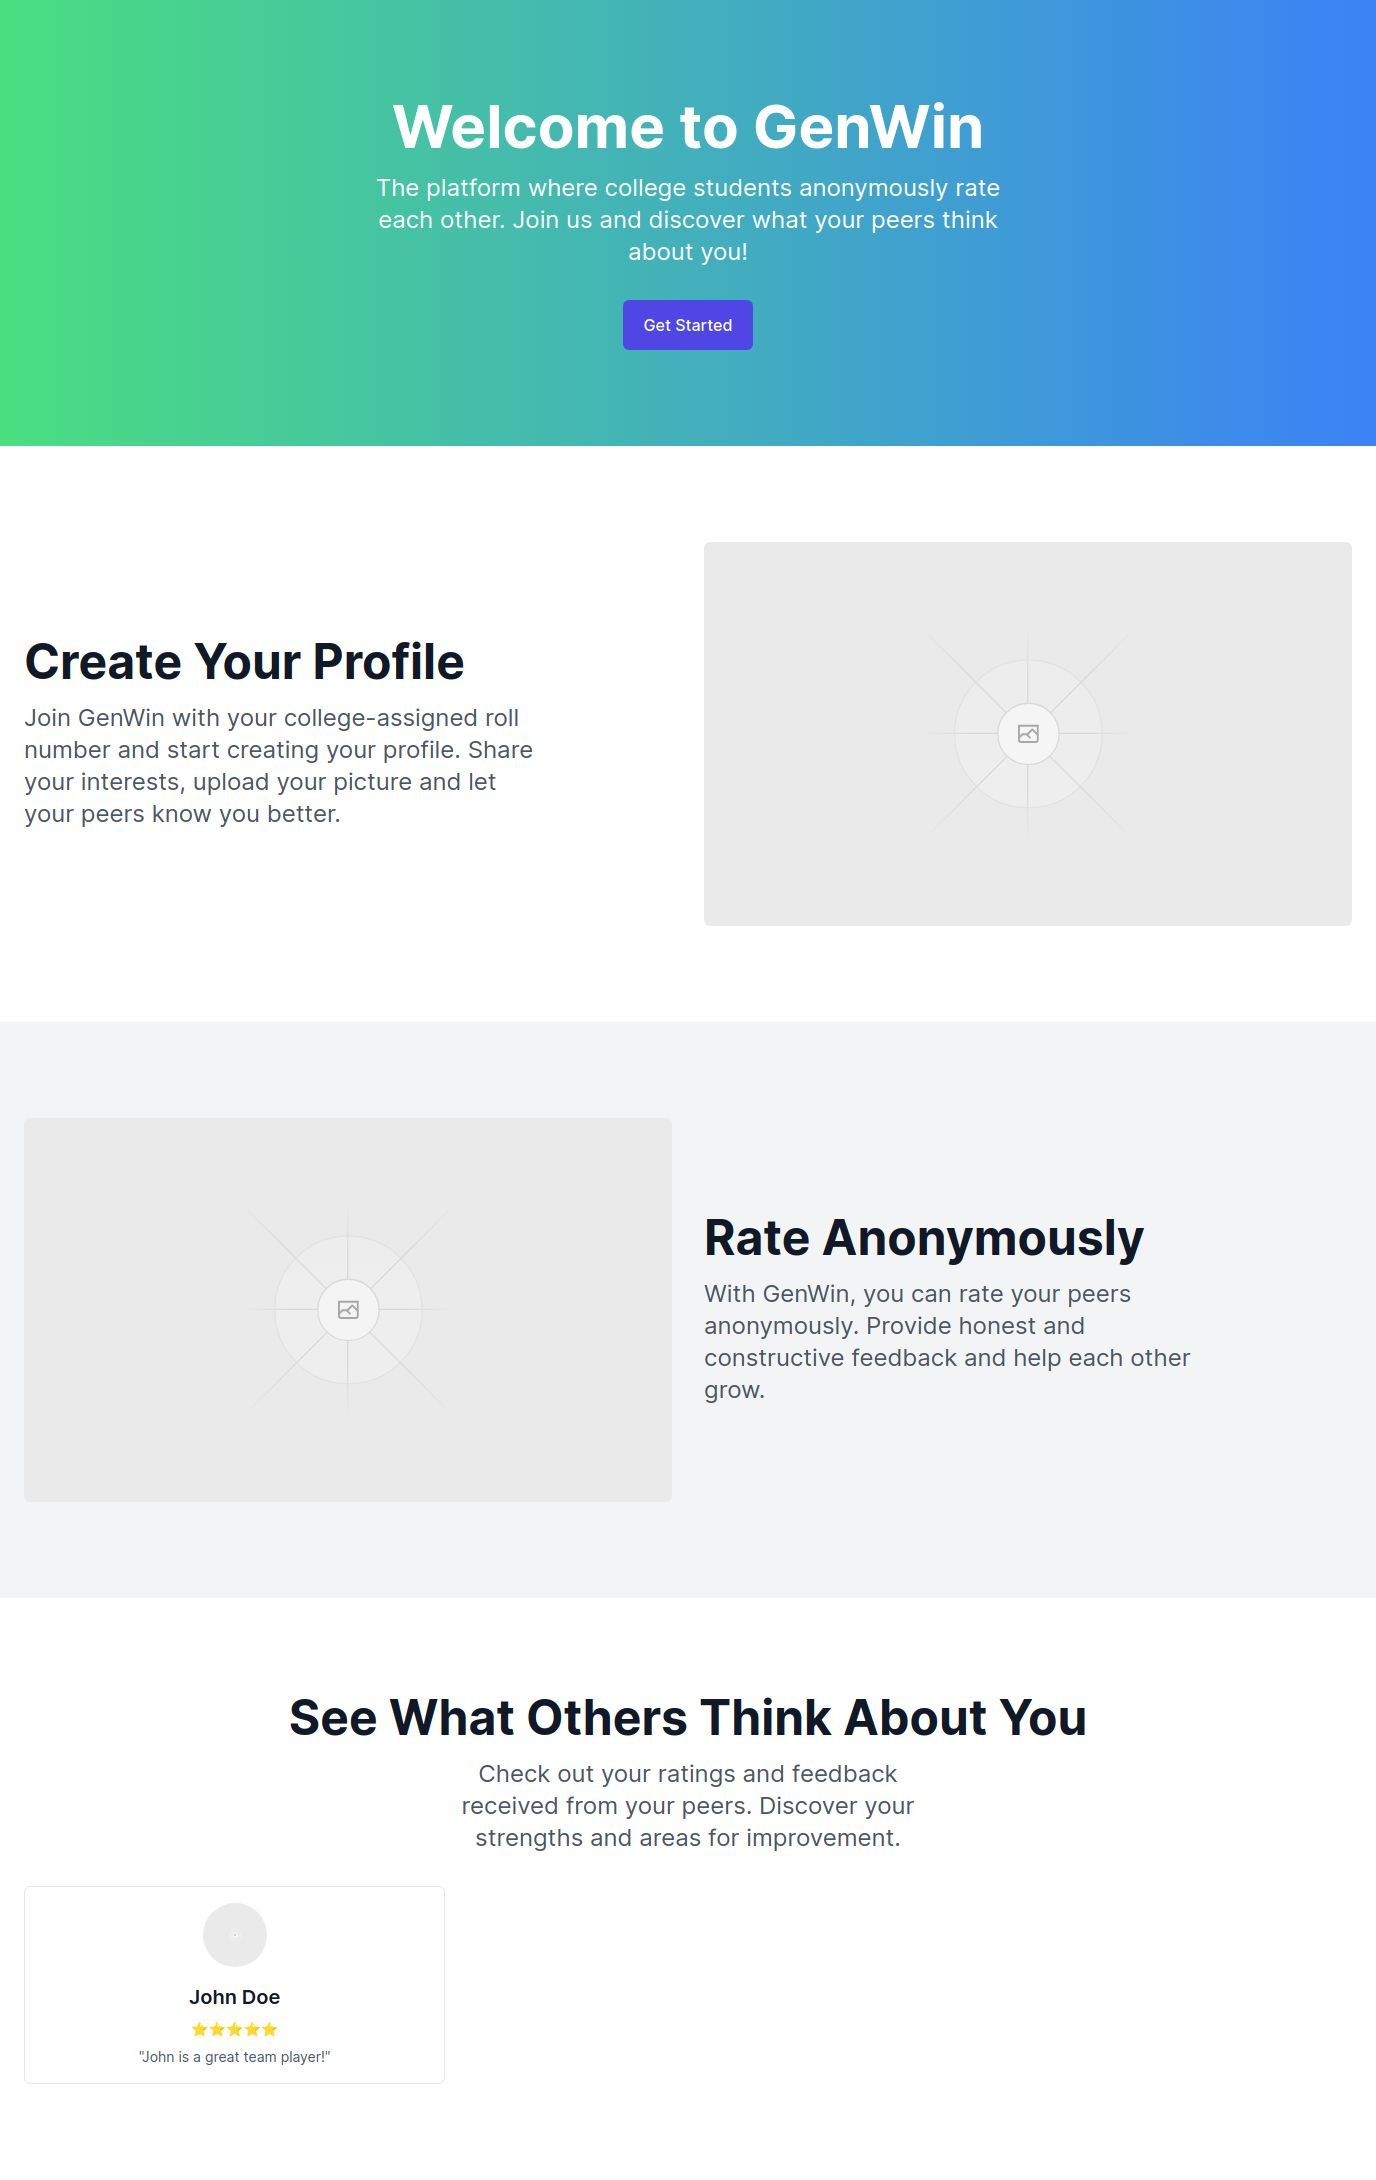 Welcome to GenWin
The platform where college students anonymously rate
each other. Join us and discover what your peers think
about you!
Get Started
Create Your Profile
Join GenWin with your college-assigned roll
number and start creating your profile. Share
your interests, upload your picture and let
your peers know you better.
Rate Anonymously
With GenWin, you can rate your peers
anonymously. Provide honest and
constructive feedback and help each other
grow.
See What Others Think About You
Check out your ratings and feedback
received from your peers. Discover your
strengths and areas for improvement.
John Doe
⭐⭐⭐⭐⭐
"John is a great team player!"